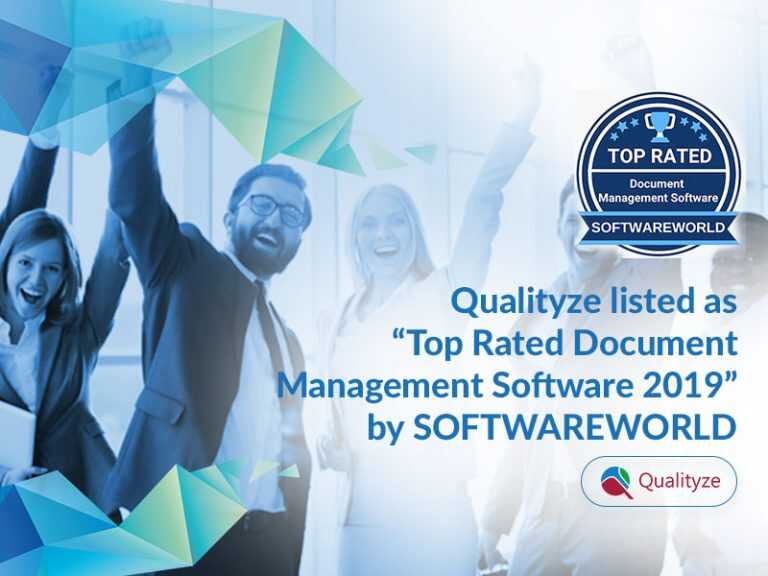 TOP RATED
Document
Management Software
SOFTWAREWORLD
Qualityze listed as
“Top Rated Document
Management Software 2019”
by SOFTWAREWORLD
Qualityze